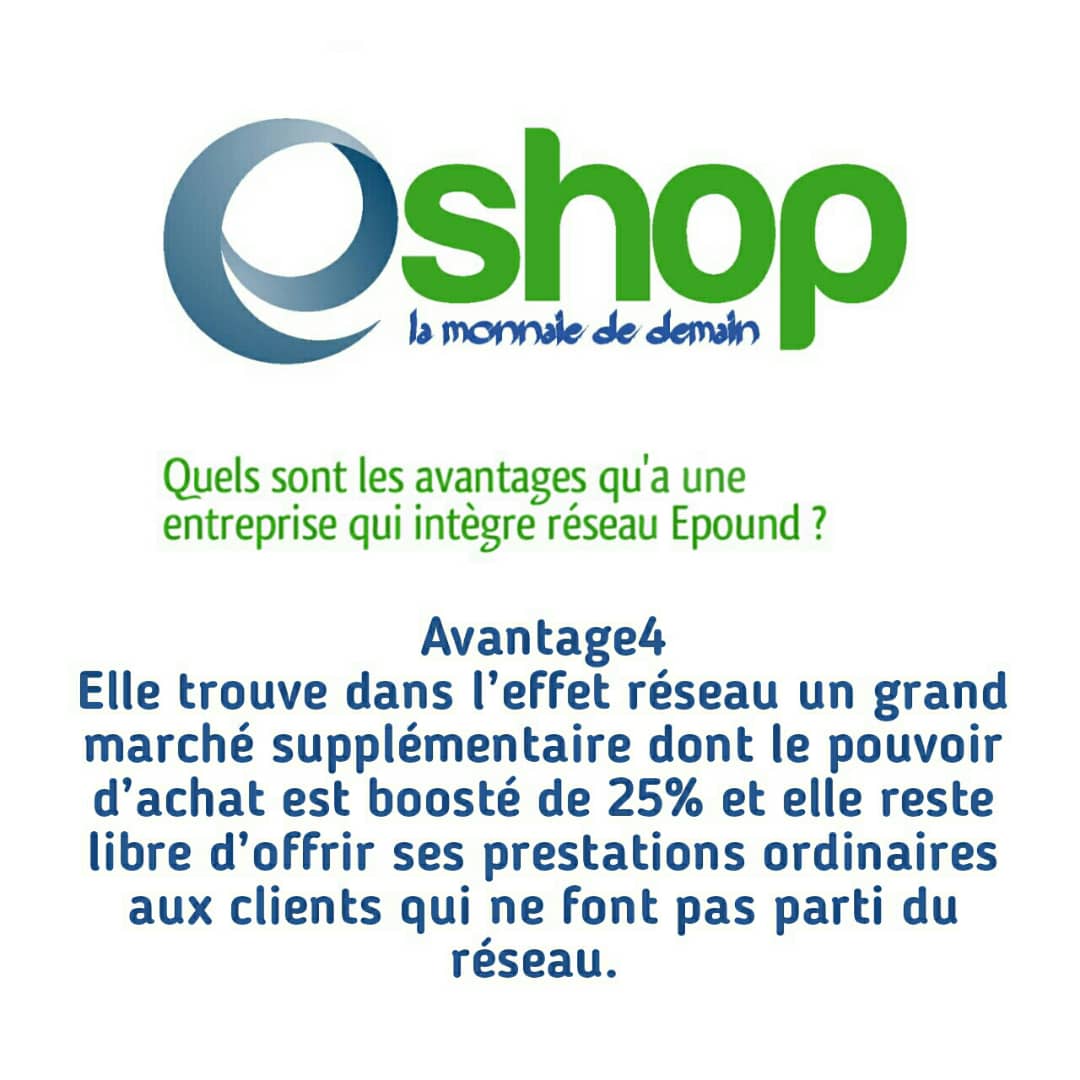 eshop
la monnaie de demain
Quels sont les avantages qu'a une
entreprise qui intègre réseau Epound ?
Avantage4
Elle trouve dans l’effet réseau un grand
marché supplémentaire dont le pouvoir
d’achat est boosté de 25% et elle reste
libre d’offrir ses prestations ordinaires
aux clients qui ne font pas parti du
réseau.